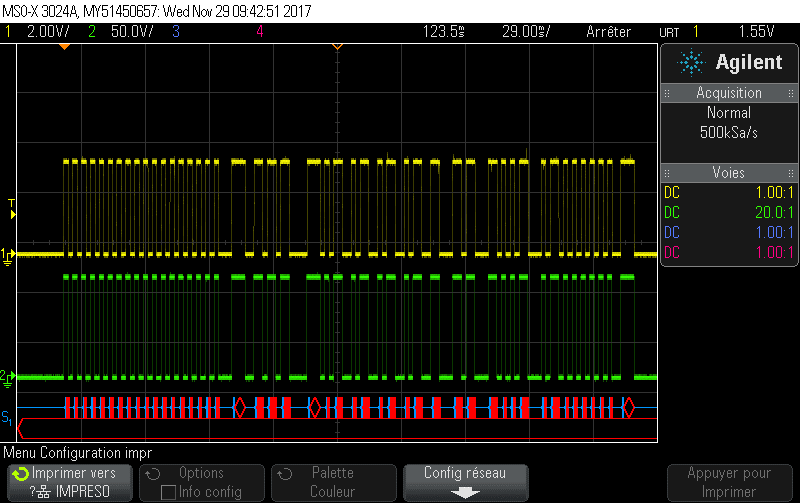 MSO-X 3024A, MY51450657: Wed Nov 29 09:42:51 2017
1 2.00V/ 2 50.0V/ 3 4 123.5ms 29.00ms/ Arrêter URT 1 1.55V
Agilent
Acquisition
Normal
500kSa/s
Voies
DC 1.00:1
DC 20.0:1
DC 1.00:1
DC 1.00:1
T
1
2
S1
Menu Configuration impr
Imprimer vers
? IMPRESO
Options
Info config
Palette
Couleur
Config réseau
Appuyer pour
Imprimer